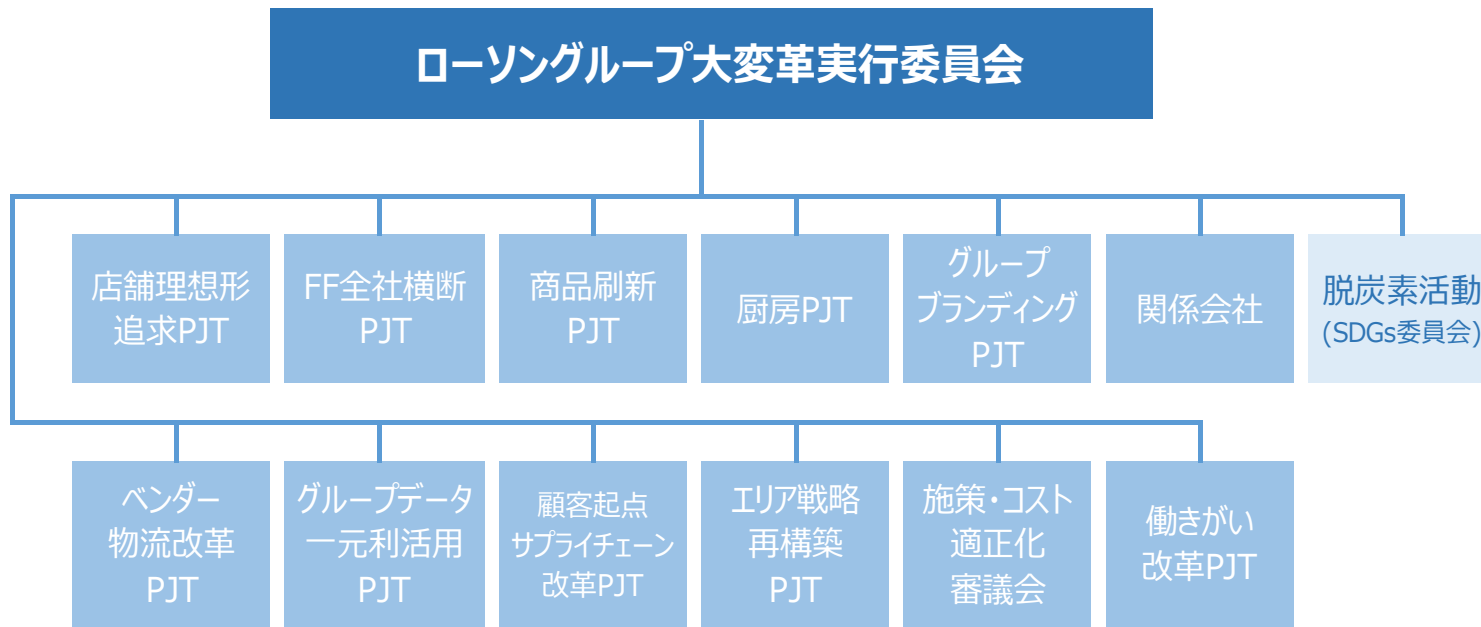 ローソングループ大変革実行委員会
店舗理想形
追求PJT
FF全社横断
PJT
商品刷新
PJT
厨房PJT
グループ
ブランディング
PJT
関係会社
脱炭素活動
(SDGs委員会)
ベンダー
物流改革
PJT
グループデータ
一元利活用
PJT
顧客起点
サプライチェーン
改革PJT
エリア戦略
再構築
PJT
施策・コスト
適正化
審議会
働きがい
改革PJT